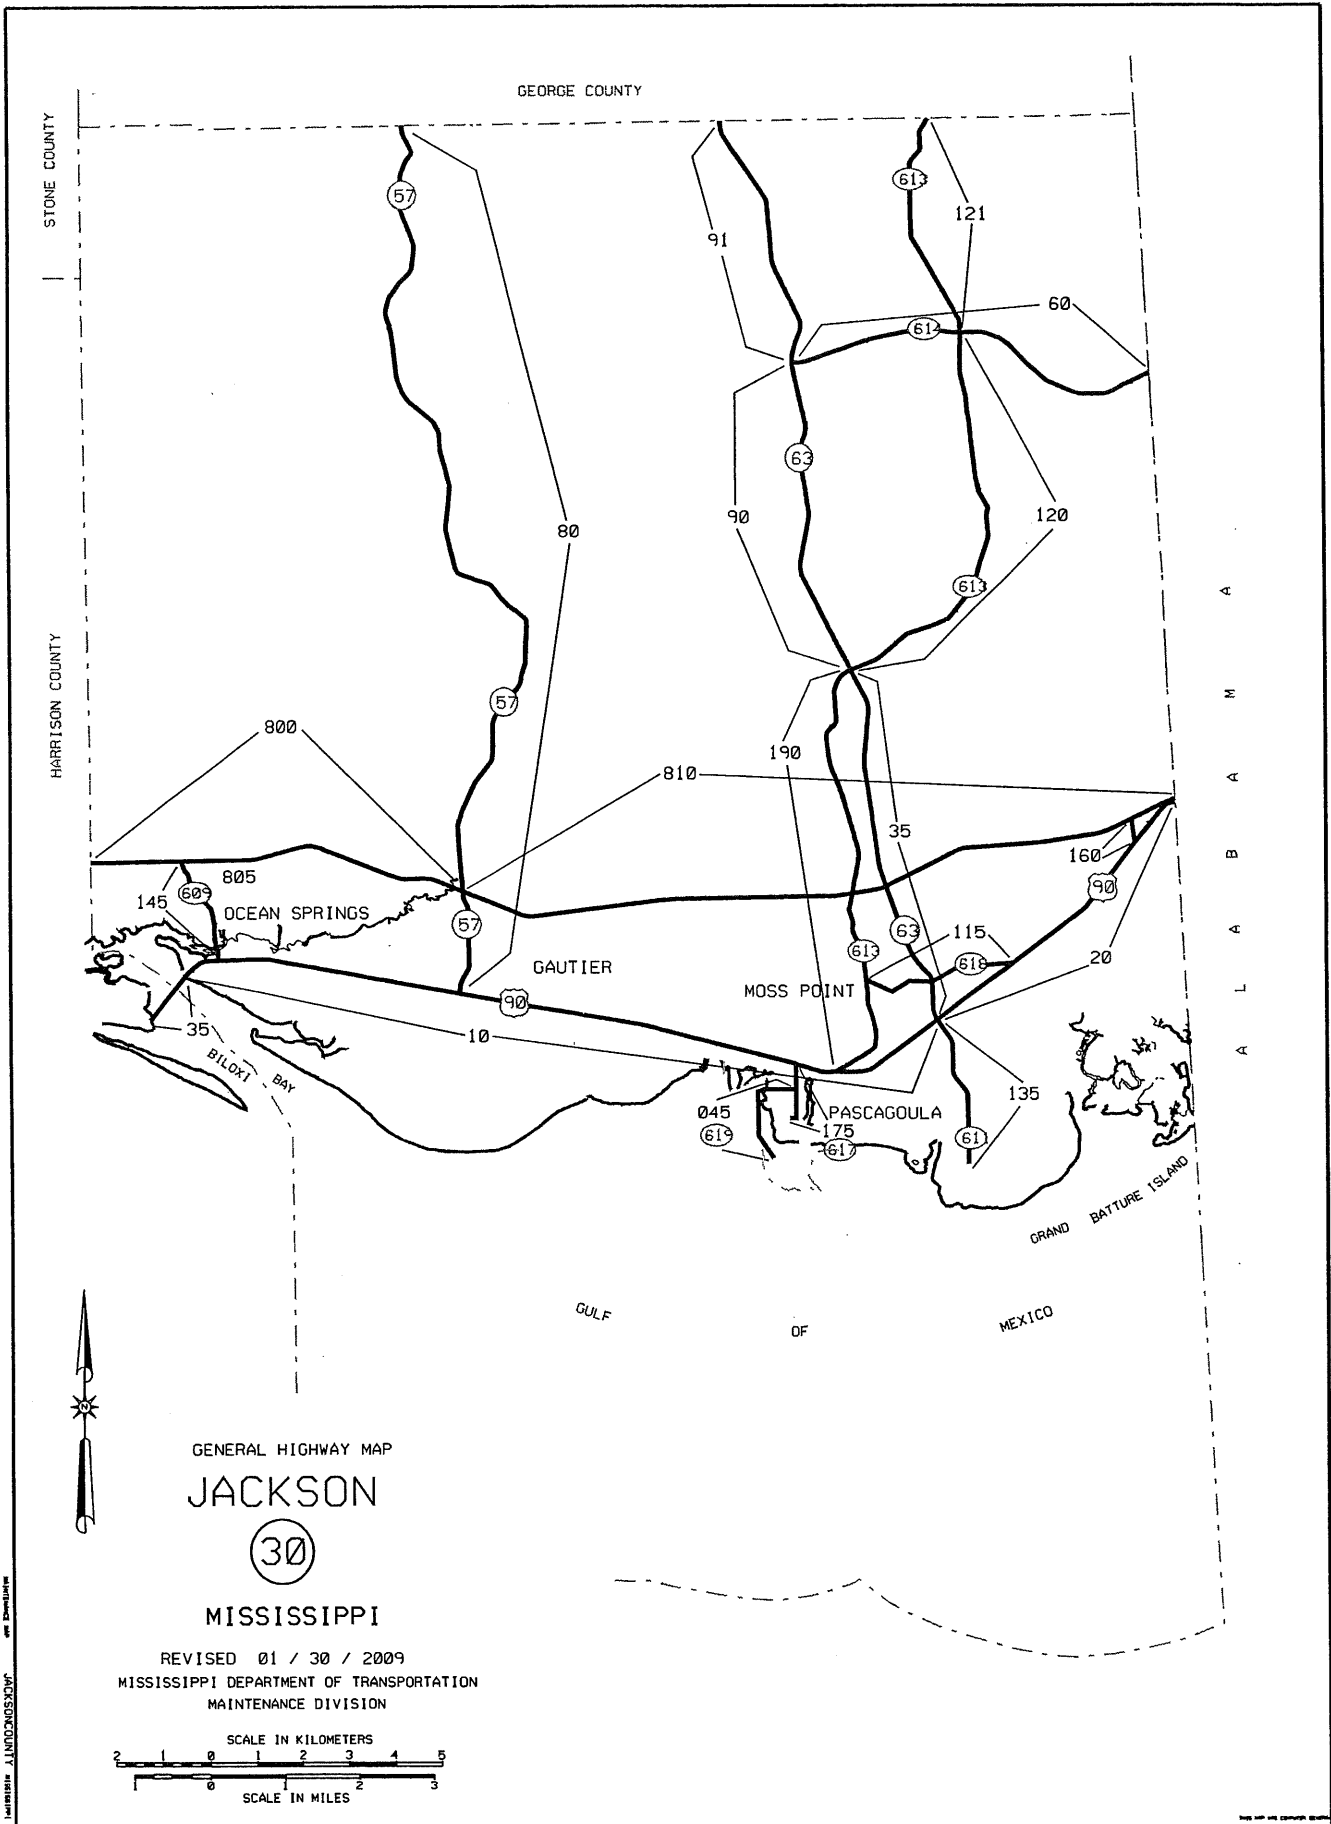 GEORGE COUNTY
STONE COUNTY
57
613
121
91
60
614
63
90
120
80
613
HARRISON COUNTY
57
800
190
810
35
160
90
805
145
609
OCEAN SPRINGS
57
63
115
613
618
20
GAUTIER
MOSS POINT
90
35
10
BILOXI BAY
045
619
PASCAGOULA
175
617
135
611
GRAND BATTURE ISLAND
ALABAMA
GULF OF MEXICO
N
GENERAL HIGHWAY MAP
JACKSON
30
MISSISSIPPI
REVISED 01 / 30 / 2009
MISSISSIPPI DEPARTMENT OF TRANSPORTATION
MAINTENANCE DIVISION
SCALE IN KILOMETERS
2 1 0 1 2 3 4 5
1 0 1 2 3
SCALE IN MILES
MAINTENANCE MAP JACKSONCOUNTY MISSISSIPPI